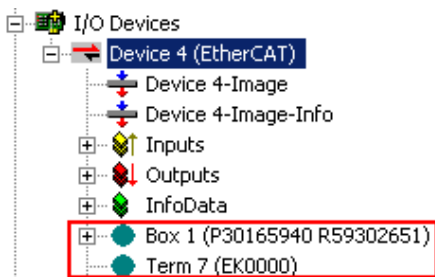 I/O Devices
Device 4 (EtherCAT)
Device 4-Image
Device 4-Image-Info
Inputs
Outputs
InfoData
Box 1 (P30165940 R59302651)
Term 7 (EK0000)